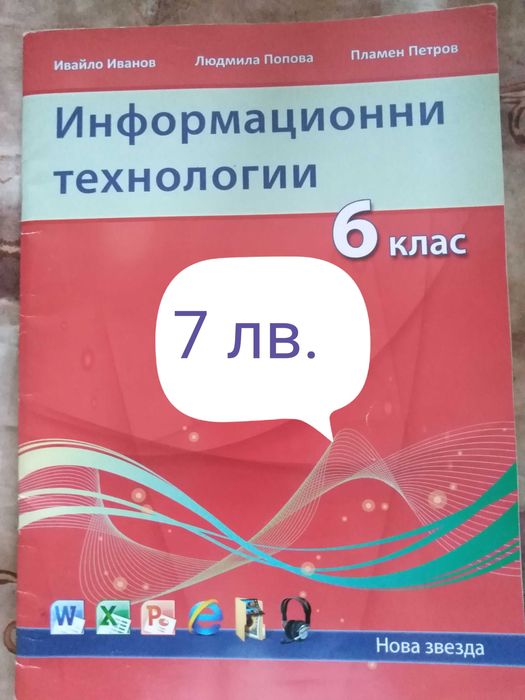 Ивайло Иванов Людмила Попова Пламен Петров
Информационни
технологии
6 клас
7 лв.
Нова звезда